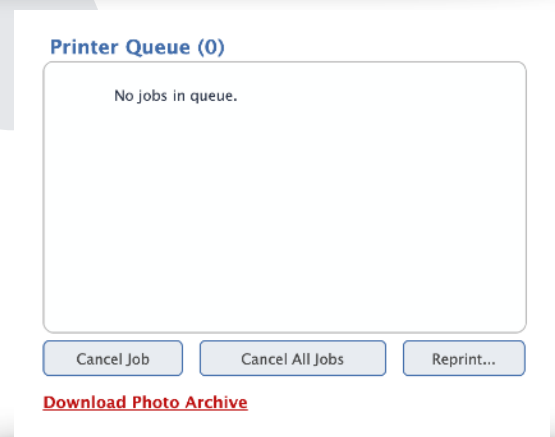 Printer Queue (0)
No jobs in queue.
Cancel Job Cancel All Jobs Reprint...
Download Photo Archive